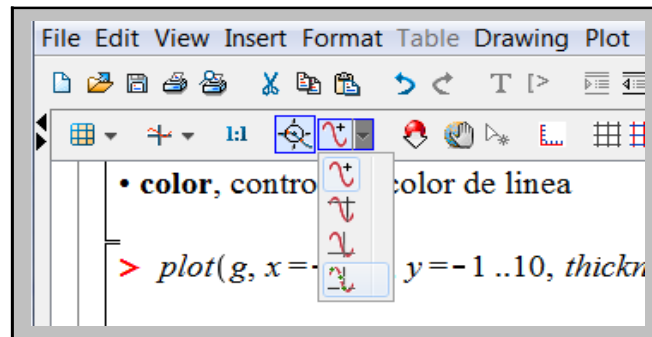 File Edit View Insert Format Table Drawing Plot
T [>
1:1
• color, contro color de linea
> plot(g, x=- , y=-1 ..10, thickn